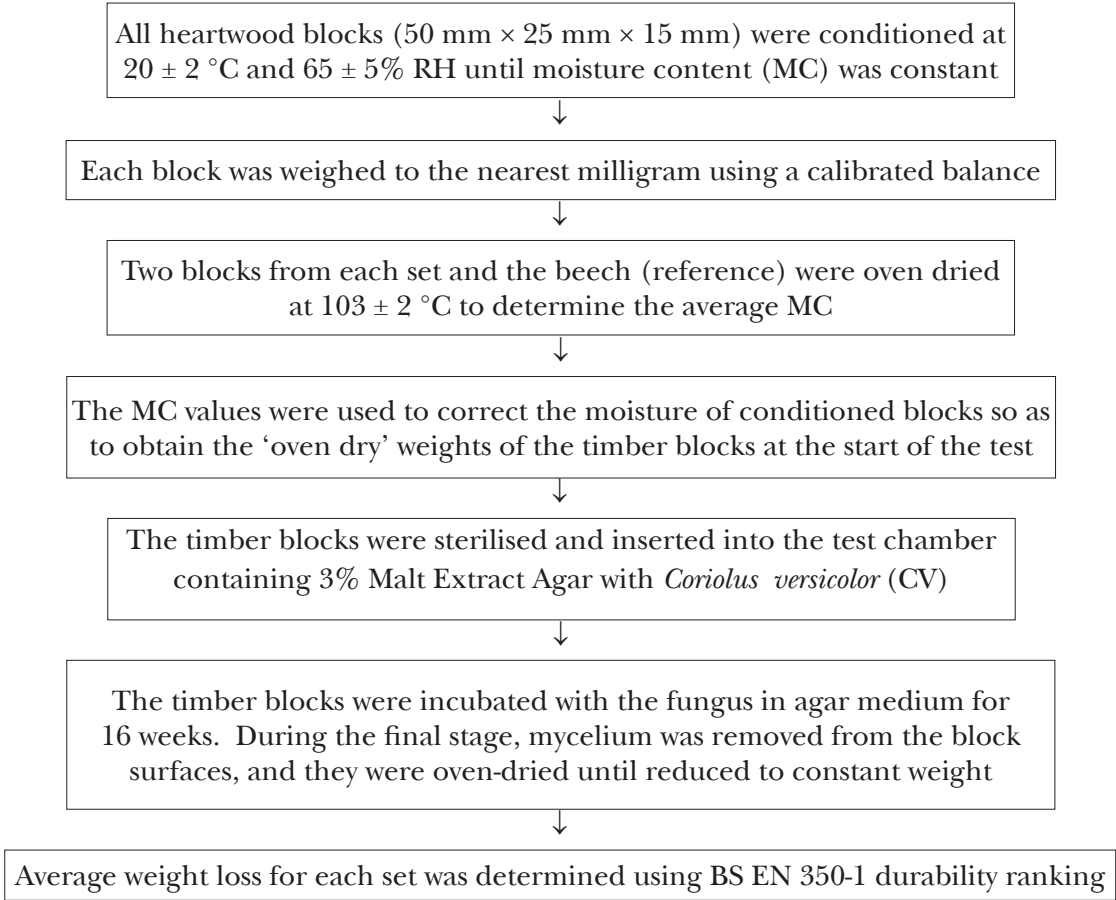 All heartwood blocks (50 mm × 25 mm × 15 mm) were conditioned at
20 ± 2 °C and 65 ± 5% RH until moisture content (MC) was constant
↓
Each block was weighed to the nearest milligram using a calibrated balance
↓
Two blocks from each set and the beech (reference) were oven dried
at 103 ± 2 °C to determine the average MC
↓
The MC values were used to correct the moisture of conditioned blocks so as
to obtain the ‘oven dry’ weights of the timber blocks at the start of the test
↓
The timber blocks were sterilised and inserted into the test chamber
containing 3% Malt Extract Agar with Coriolus versicolor (CV)
↓
The timber blocks were incubated with the fungus in agar medium for
16 weeks. During the final stage, mycelium was removed from the block
surfaces, and they were oven-dried until reduced to constant weight
↓
Average weight loss for each set was determined using BS EN 350-1 durability ranking